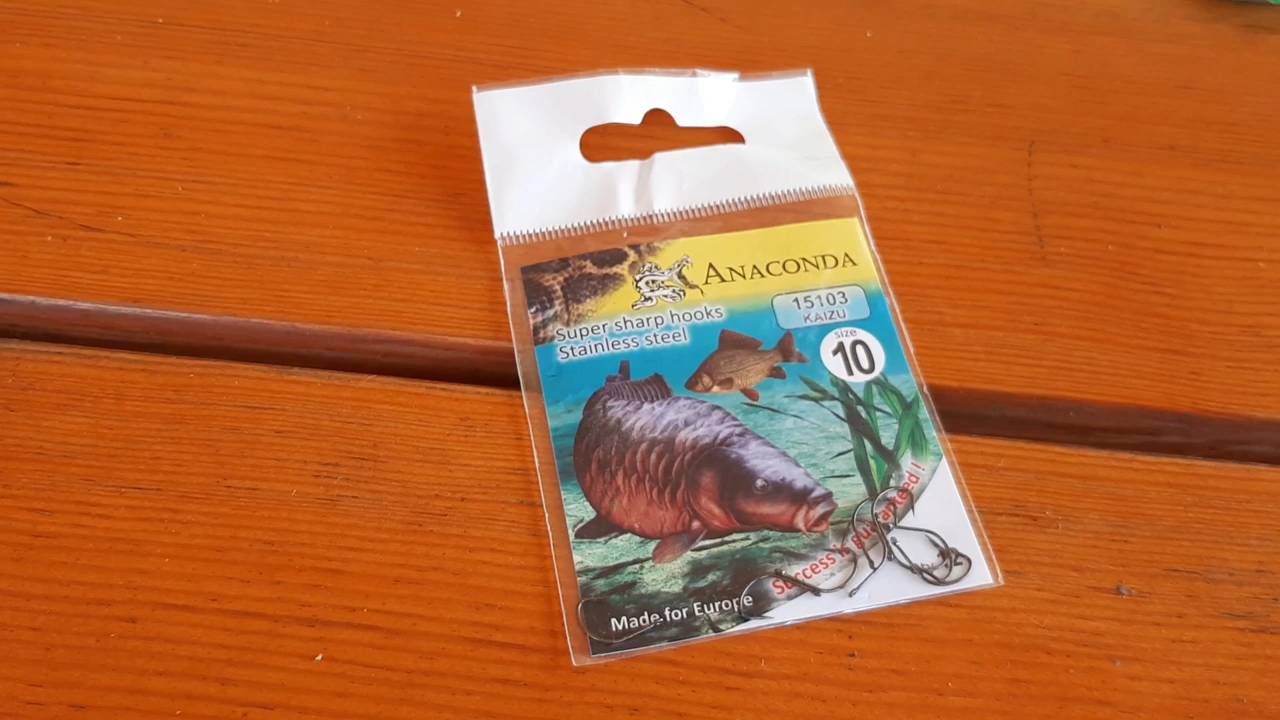 ANACONDA
15103
KAIZU
Super sharp hooks
Stainless steel
size
10
Success is guaranteed !
Made for Europe